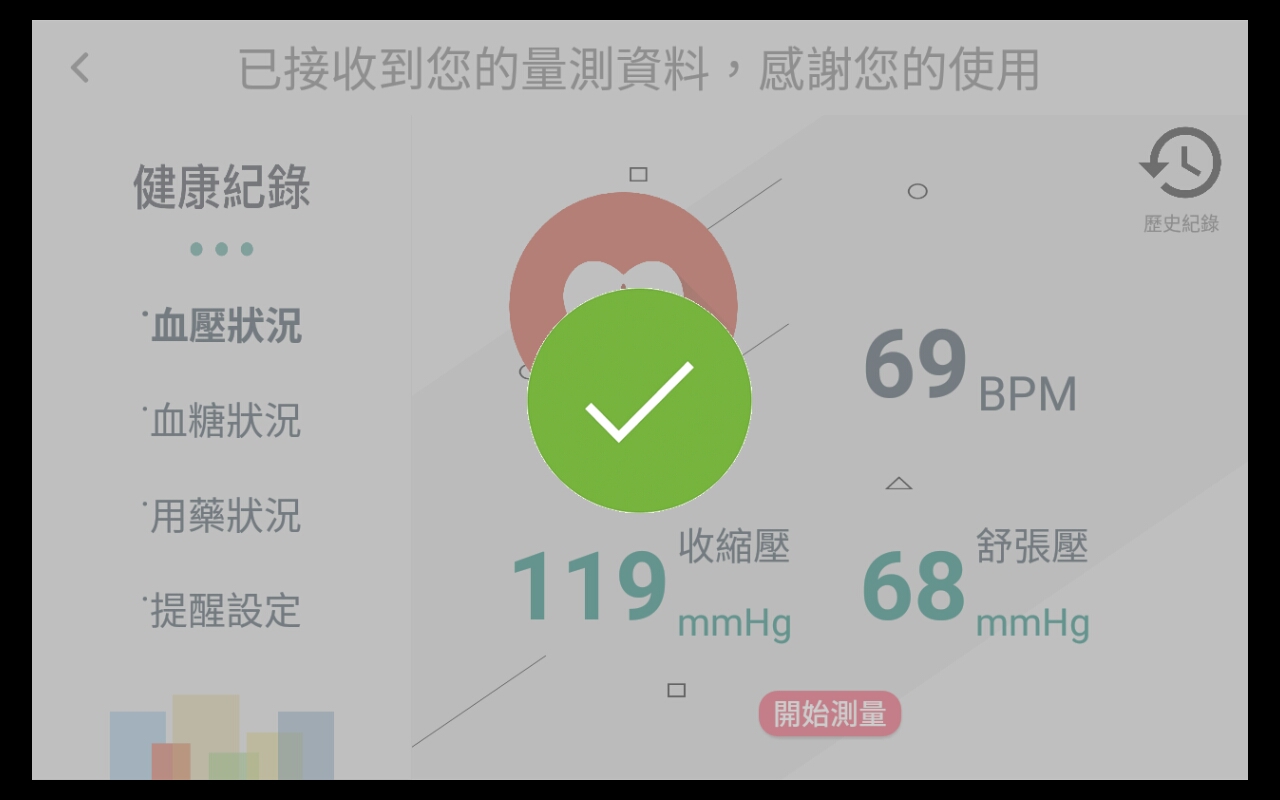 已接收到您的量測資料，感謝您的使用
健康紀錄
血壓狀況
血糖狀況
用藥狀況
提醒設定
歷史紀錄
69 BPM
119 收縮壓 mmHg
68 舒張壓 mmHg
開始測量